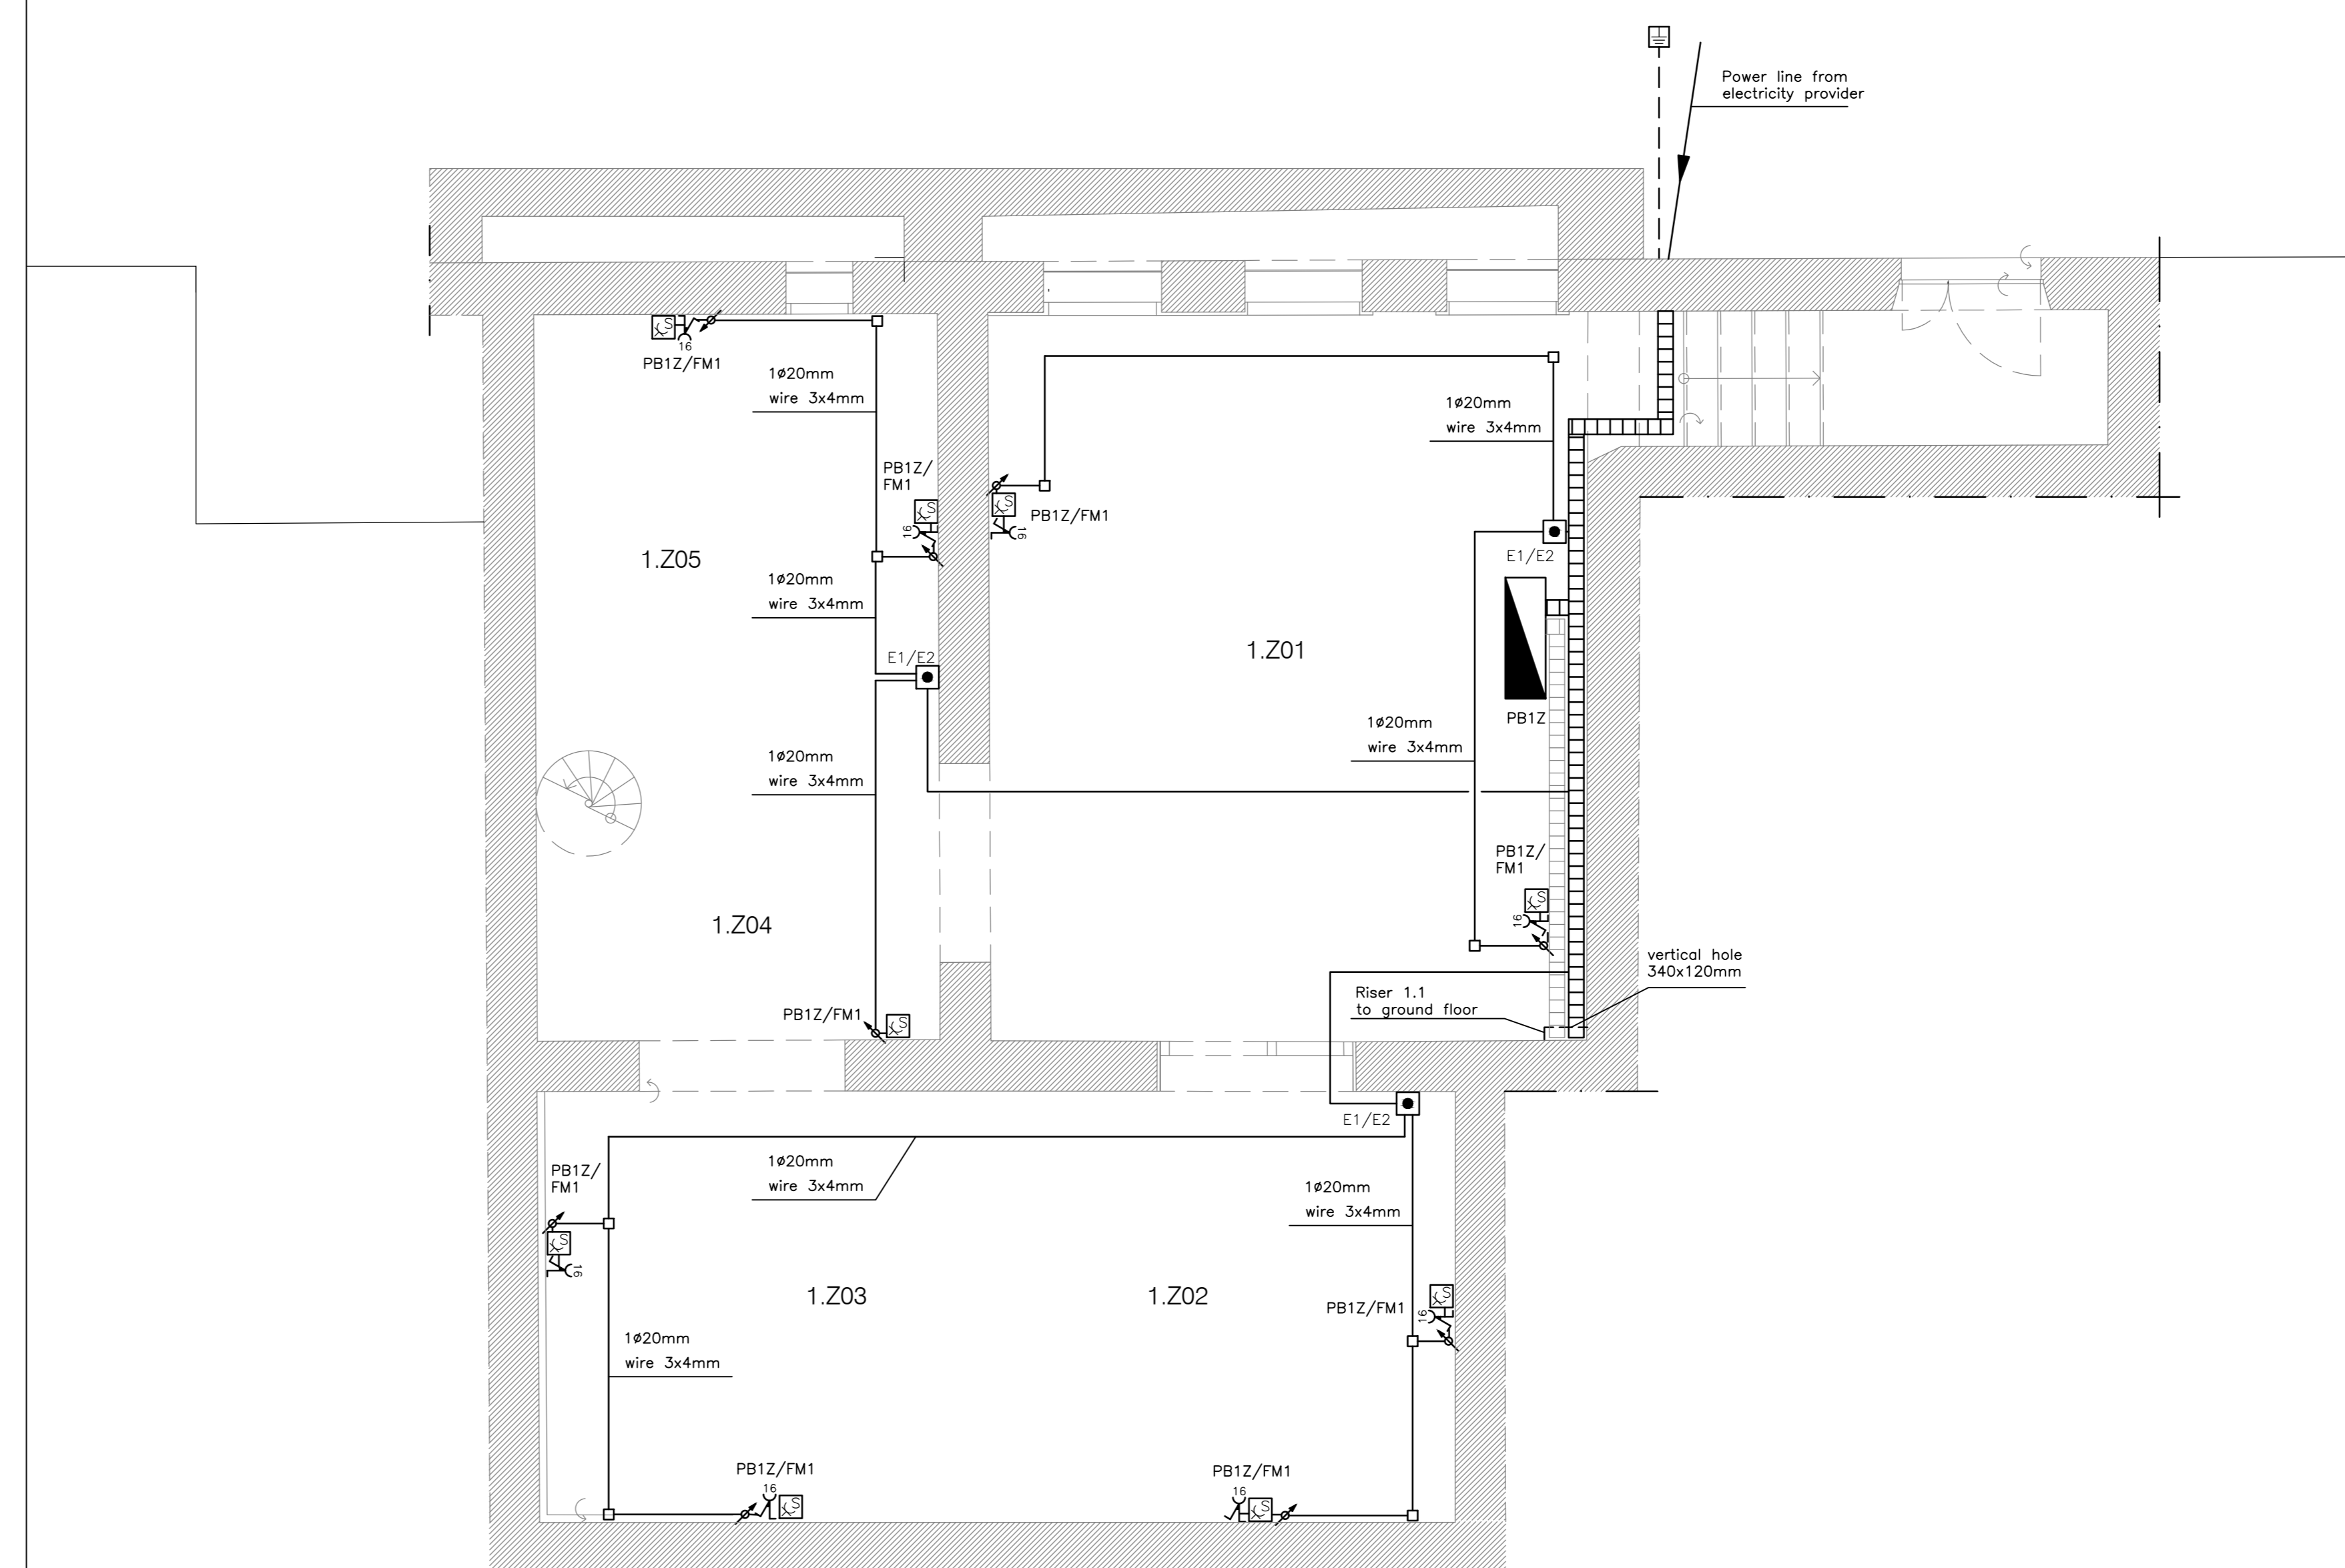 Power line from
electricity provider
16
PB1Z/FM1
1ø20mm
wire 3x4mm
1ø20mm
wire 3x4mm
PB1Z/
FM1
16
PB1Z/FM1
16
E1/E2
1.Z05
1ø20mm
wire 3x4mm
1.Z01
E1/E2
PB1Z
1ø20mm
wire 3x4mm
1ø20mm
wire 3x4mm
PB1Z/
FM1
16
1.Z04
vertical hole
340x120mm
Riser 1.1
to ground floor
PB1Z/FM1
E1/E2
1ø20mm
wire 3x4mm
PB1Z/
FM1
16
1ø20mm
wire 3x4mm
1.Z03
1.Z02
PB1Z/FM1
16
1ø20mm
wire 3x4mm
PB1Z/FM1
16
PB1Z/FM1
16